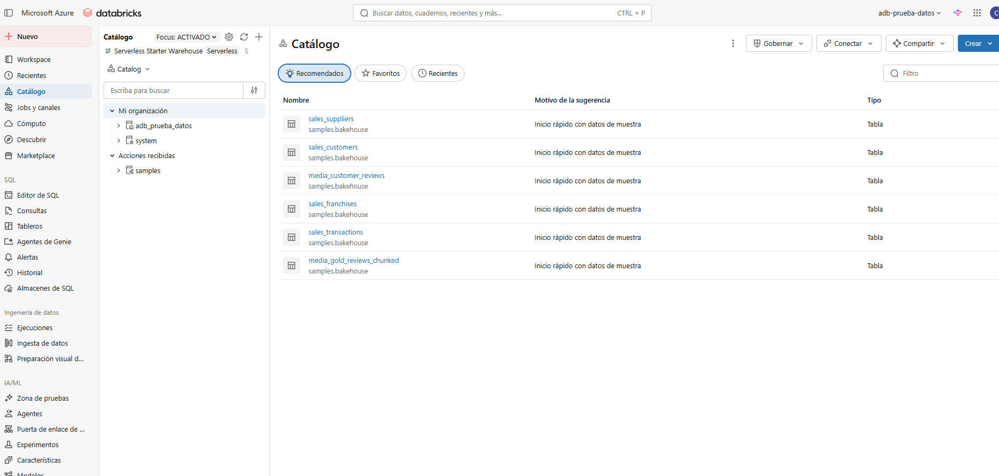 Microsoft Azure databricks
Buscar datos, cuadernos, recientes y más... CTRL + P
adb-prueba-datos
C
Nuevo
Workspace
Recientes
Catálogo
Jobs y canales
Cómputo
Descubrir
Marketplace
SQL
Editor de SQL
Consultas
Tableros
Agentes de Genie
Alertas
Historial
Almacenes de SQL
Ingeniería de datos
Ejecuciones
Ingesta de datos
Preparación visual d...
IA/ML
Zona de pruebas
Agentes
Puerta de enlace de ...
Experimentos
Características
Modelos
Catálogo Focus: ACTIVADO
Serverless Starter Warehouse Serverless S
Catalog
Escriba para buscar
Mi organización
adb_prueba_datos
system
Acciones recibidas
samples
Catálogo
Gobernar Conectar Compartir Crear
Recomendados Favoritos Recientes
Filtro
Nombre Motivo de la sugerencia Tipo
sales_suppliers
samples.bakehouse
Inicio rápido con datos de muestra Tabla
sales_customers
samples.bakehouse
Inicio rápido con datos de muestra Tabla
media_customer_reviews
samples.bakehouse
Inicio rápido con datos de muestra Tabla
sales_franchises
samples.bakehouse
Inicio rápido con datos de muestra Tabla
sales_transactions
samples.bakehouse
Inicio rápido con datos de muestra Tabla
media_gold_reviews_chunked
samples.bakehouse
Inicio rápido con datos de muestra Tabla